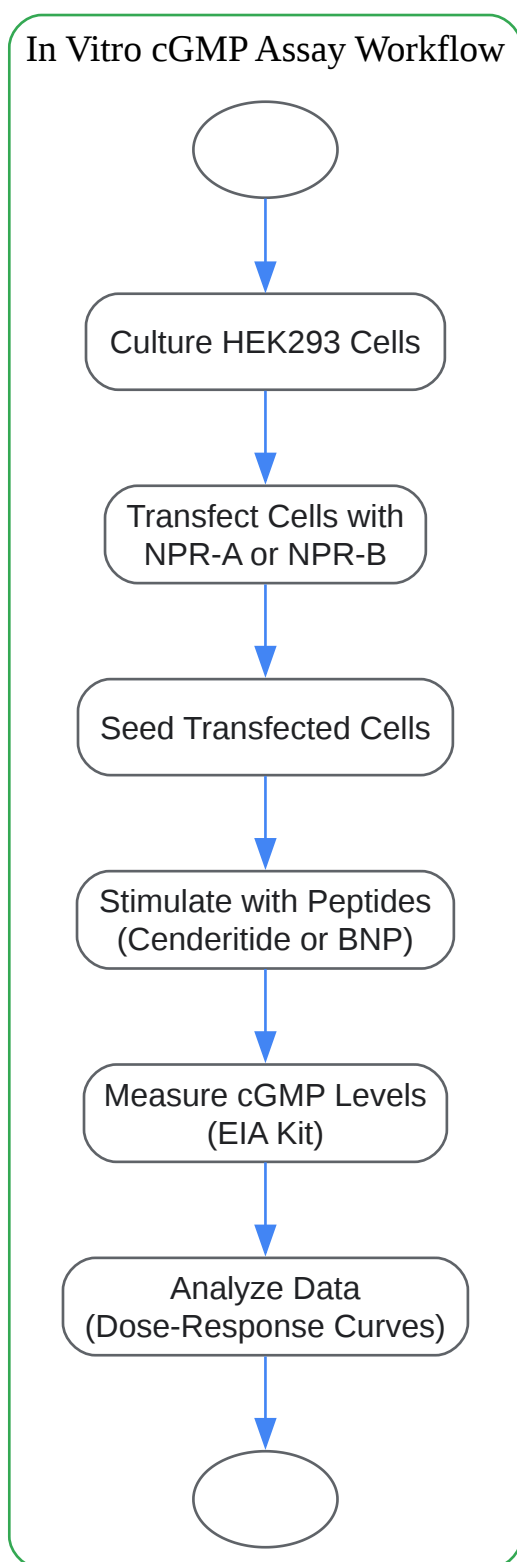 In Vitro cGMP Assay Workflow
Culture HEK293 Cells
Transfect Cells with
NPR-A or NPR-B
Seed Transfected Cells
Stimulate with Peptides
(Cenderitide or BNP)
Measure cGMP Levels
(EIA Kit)
Analyze Data
(Dose-Response Curves)